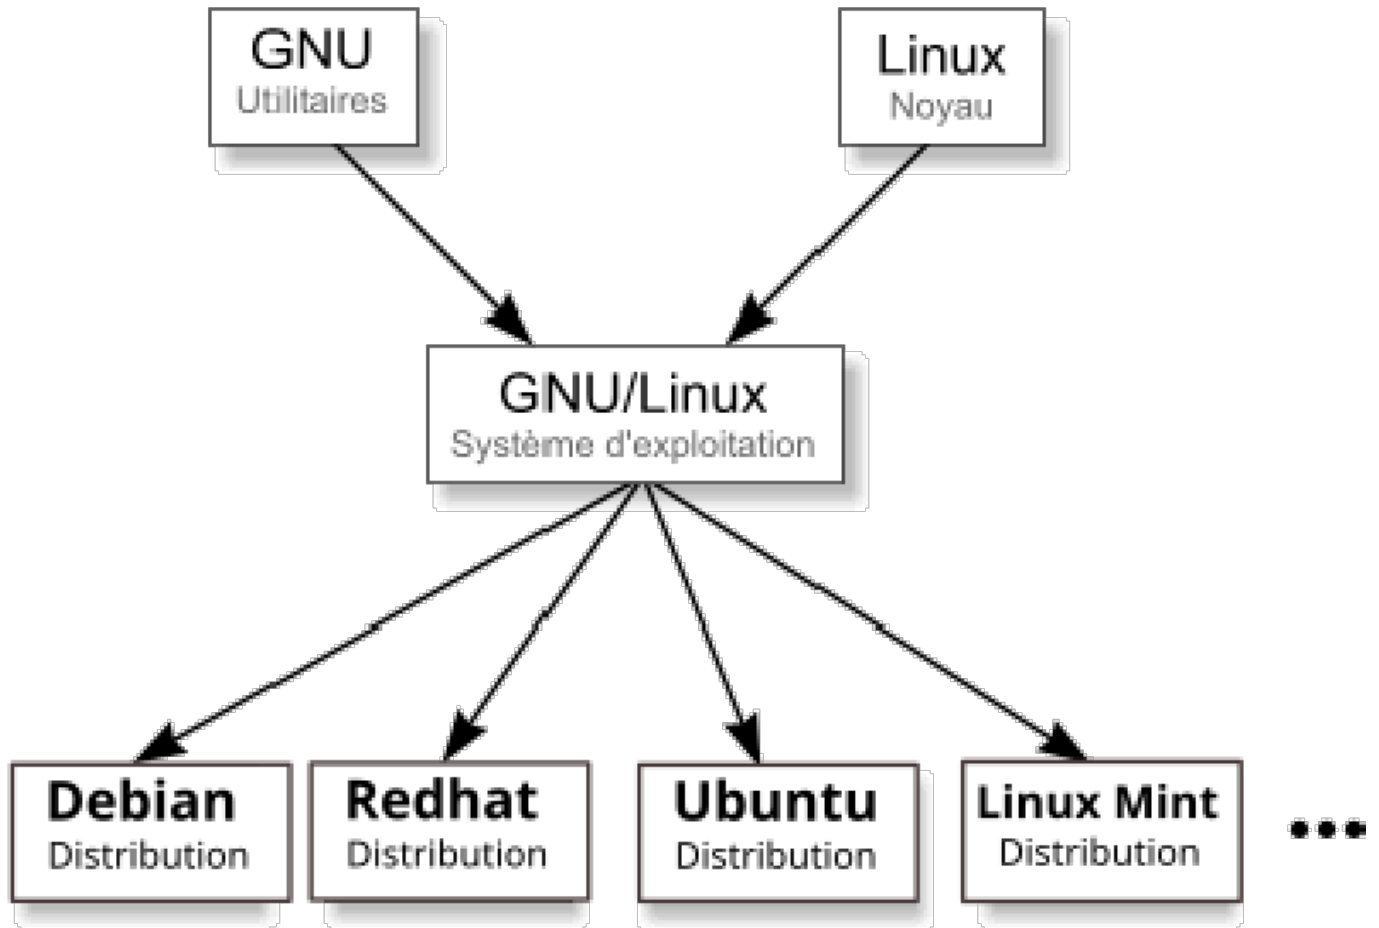 GNU
Utilitaires
Linux
Noyau
GNU/Linux
Système d'exploitation
Debian
Distribution
Redhat
Distribution
Ubuntu
Distribution
Linux Mint
Distribution
...